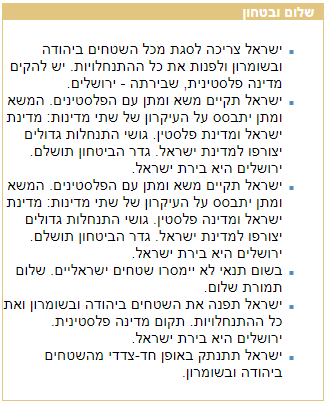 שלום ובטחון
ישראל צריכה לסגת מכל השטחים ביהודה
ובשומרון ולפנות את כל ההתנחלויות. יש להקים
מדינה פלסטינית, שבירתה - ירושלים.
ישראל תקיים משא ומתן עם הפלסטינים. המשא
ומתן יתבסס על העיקרון של שתי מדינות: מדינת
ישראל ומדינת פלסטין. גושי התנחלות גדולים
יצורפו למדינת ישראל. גדר הביטחון תושלם.
ירושלים היא בירת ישראל.
ישראל תקיים משא ומתן עם הפלסטינים. המשא
ומתן יתבסס על העיקרון של שתי מדינות: מדינת
ישראל ומדינת פלסטין. גושי התנחלות גדולים
יצורפו למדינת ישראל. גדר הביטחון תושלם.
ירושלים היא בירת ישראל.
בשום תנאי לא יימסרו שטחים ישראליים. שלום
תמורת שלום.
ישראל תפנה את השטחים ביהודה ובשומרון ואת
כל ההתנחלויות. תקום מדינה פלסטינית.
ירושלים היא בירת ישראל.
ישראל תתנתק באופן חד-צדדי מהשטחים
ביהודה ובשומרון.